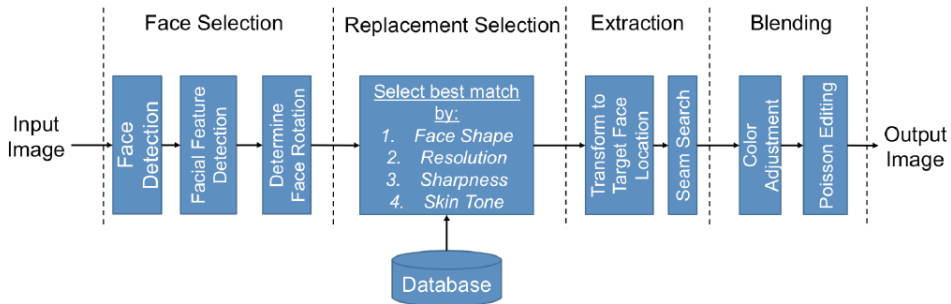 Face Selection
Replacement Selection
Extraction
Blending
Input
Image
Face
Detection
Facial Feature
Detection
Determine
Face Rotation
Select best match
by:
1. Face Shape
2. Resolution
3. Sharpness
4. Skin Tone
Database
Transform to
Target Face
Location
Seam Search
Color
Adjustment
Poisson Editing
Output
Image